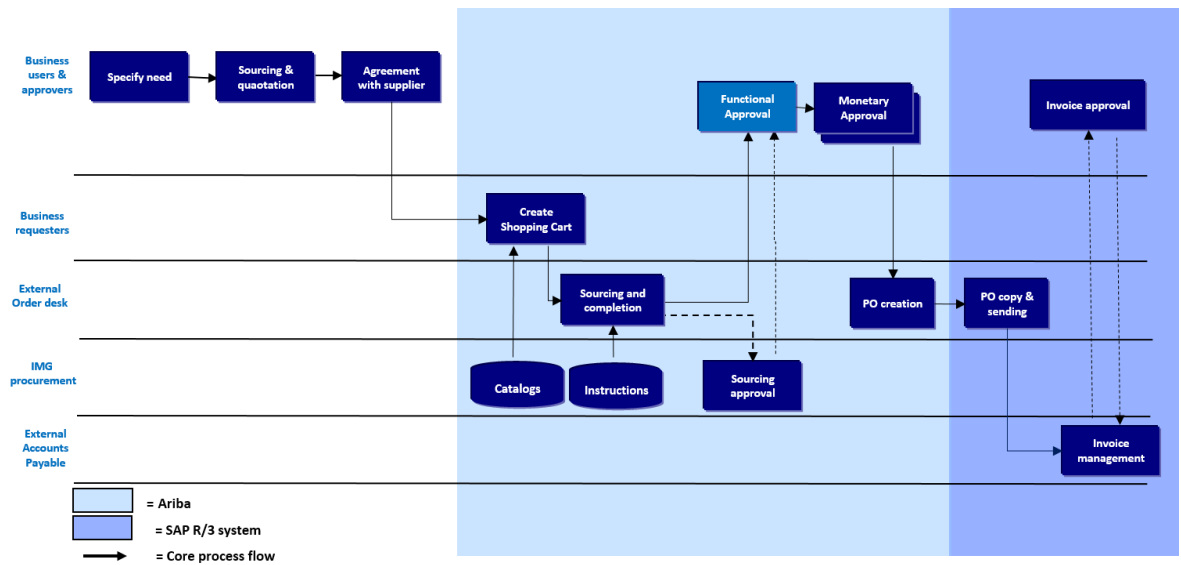 Business
users &
approvers
Specify need
Sourcing &
quaotation
Agreement
with supplier
Functional
Approval
Monetary
Approval
Invoice approval
Business
requesters
Create
Shopping Cart
External
Order desk
Sourcing and
completion
PO creation
PO copy &
sending
IMG
procurement
Catalogs
Instructions
Sourcing
approval
External
Accounts
Payable
Invoice
management
= Ariba
= SAP R/3 system
= Core process flow